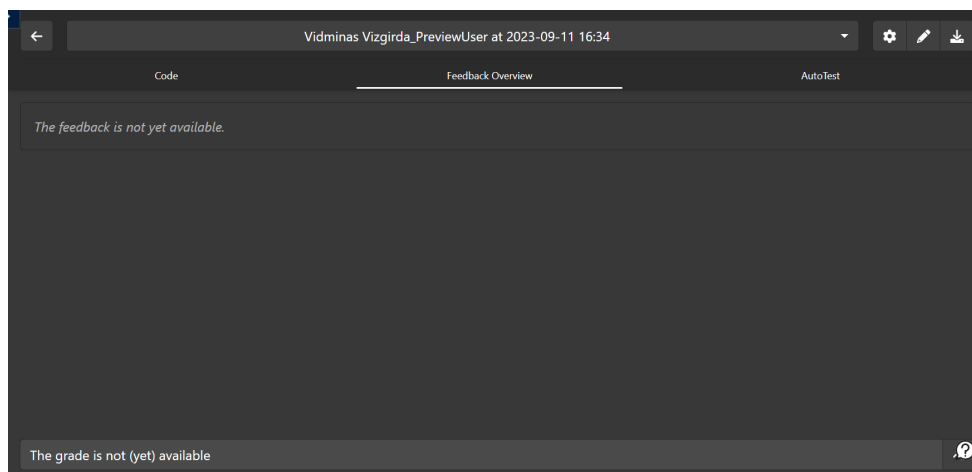 Vidminas Vizgirda_PreviewUser at 2023-09-11 16:34
Code
Feedback Overview
AutoTest
The feedback is not yet available.
The grade is not (yet) available